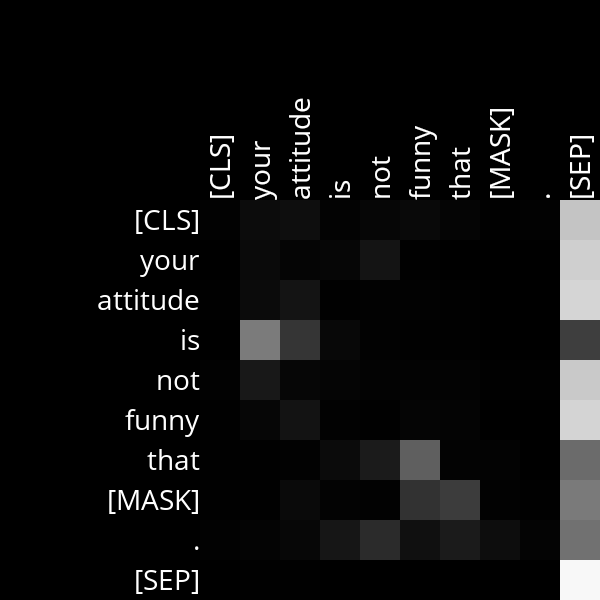 [CLS] your attitude is not funny that [MASK] . [SEP]
[CLS]
your
attitude
is
not
funny
that
[MASK]
.
[SEP]